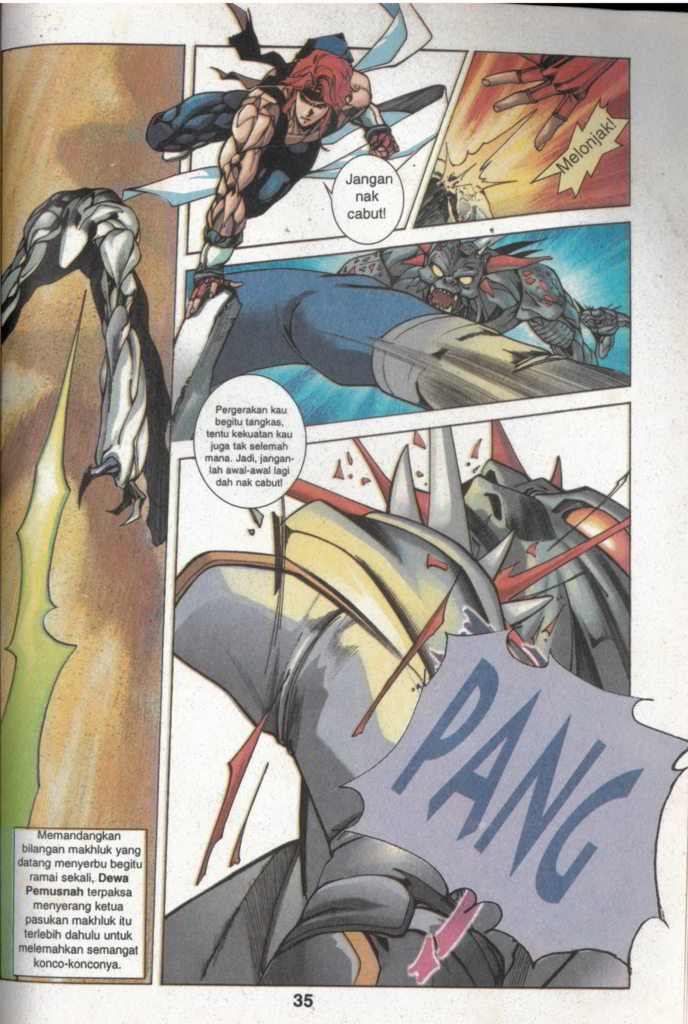 Jangan
nak
cabut!
Melonjak!
Pergerakan kau
begitu tangkas,
tentu kekuatan kau
juga tak selemah
mana. Jadi, jangan-
lah awal-awal lagi
dah nak cabut!
PANG
Memandangkan
bilangan makhluk yang
datang menyerbu begitu
ramai sekali, Dewa
Pemusnah terpaksa
menyerang ketua
pasukan makhluk itu
terlebih dahulu untuk
melemahkan semangat
konco-konconya.
35